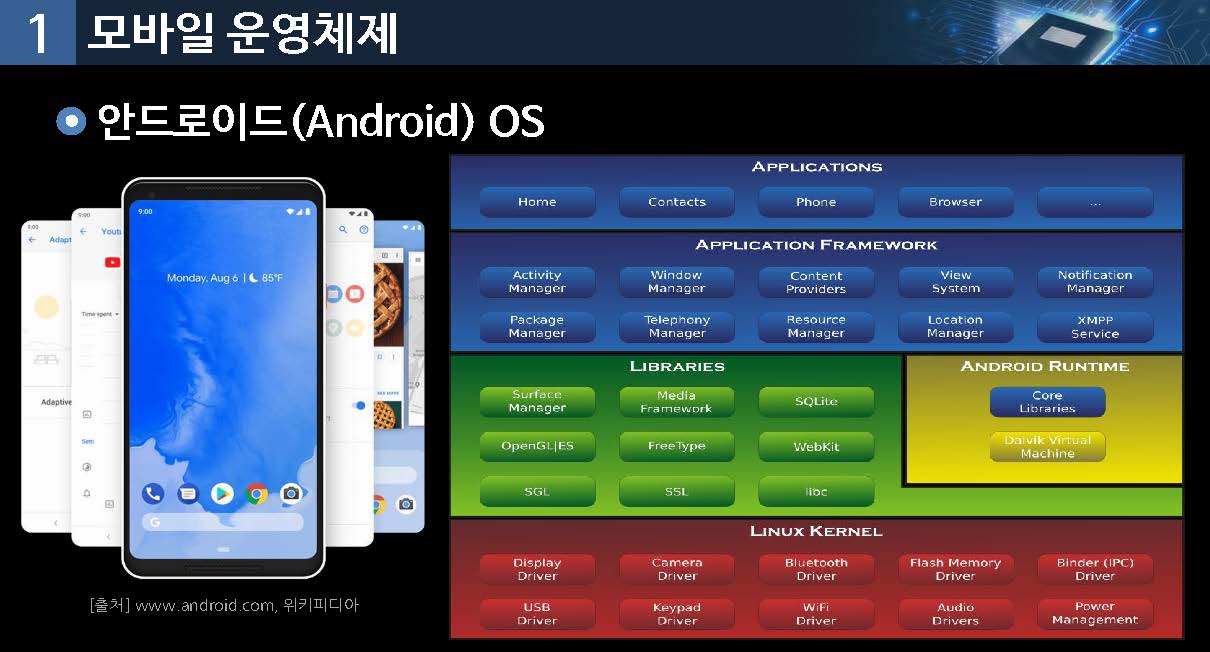 1 모바일 운영체제
안드로이드(Android) OS
9:00
Adapt
Adaptive
9:00
Youtu
Time spent
Setti
9:00
Monday, Aug 6 | 85°F
G
SEE MORE
[출처] www.android.com, 위키피디아
APPLICATIONS
Home Contacts Phone Browser ...
APPLICATION FRAMEWORK
Activity Manager Window Manager Content Providers View System Notification Manager
Package Manager Telephony Manager Resource Manager Location Manager XMPP Service
LIBRARIES
Surface Manager Media Framework SQLite
OpenGL|ES FreeType WebKit
SGL SSL libc
ANDROID RUNTIME
Core Libraries
Dalvik Virtual Machine
LINUX KERNEL
Display Driver Camera Driver Bluetooth Driver Flash Memory Driver Binder (IPC) Driver
USB Driver Keypad Driver WiFi Driver Audio Drivers Power Management